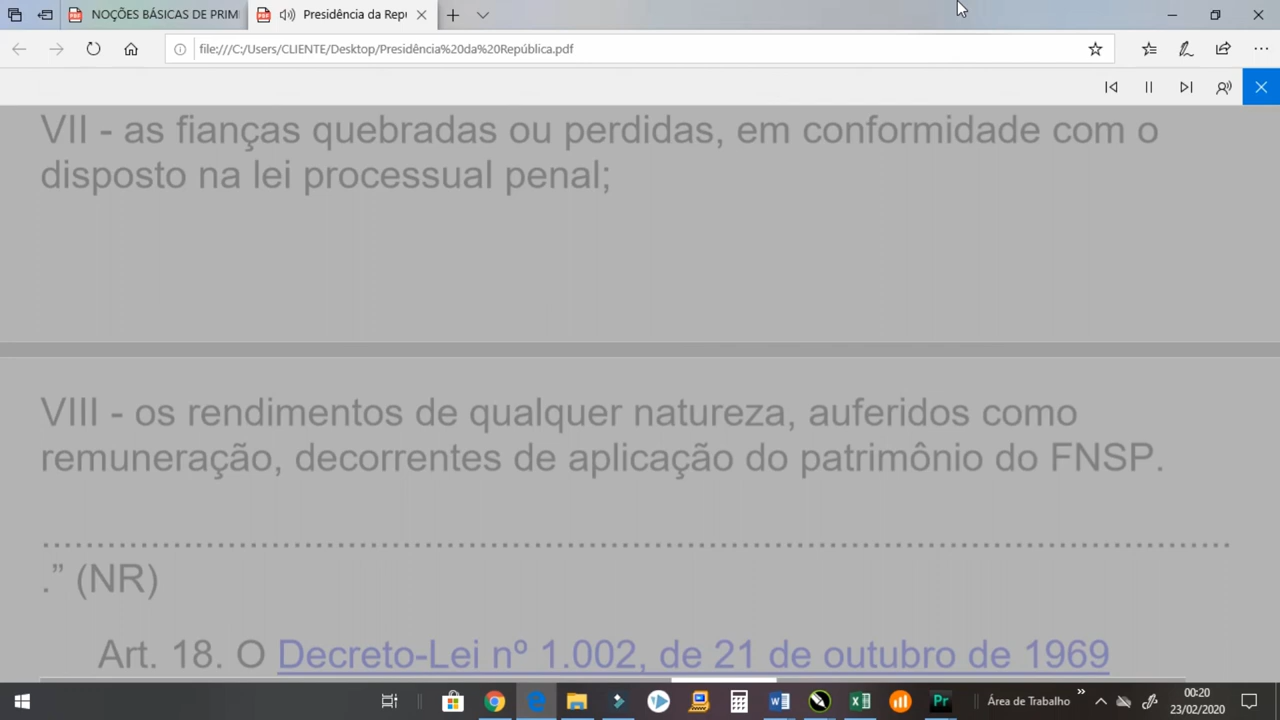 NOÇÕES BÁSICAS DE PRIM
Presidência da Repú
file:///C:/Users/CLIENTE/Desktop/Presidência%20da%20República.pdf
VII - as fianças quebradas ou perdidas, em conformidade com o
disposto na lei processual penal;
VIII - os rendimentos de qualquer natureza, auferidos como
remuneração, decorrentes de aplicação do patrimônio do FNSP.
....................................................................................................
.” (NR)
Art. 18. O Decreto-Lei nº 1.002, de 21 de outubro de 1969
Área de Trabalho
00:20
23/02/2020